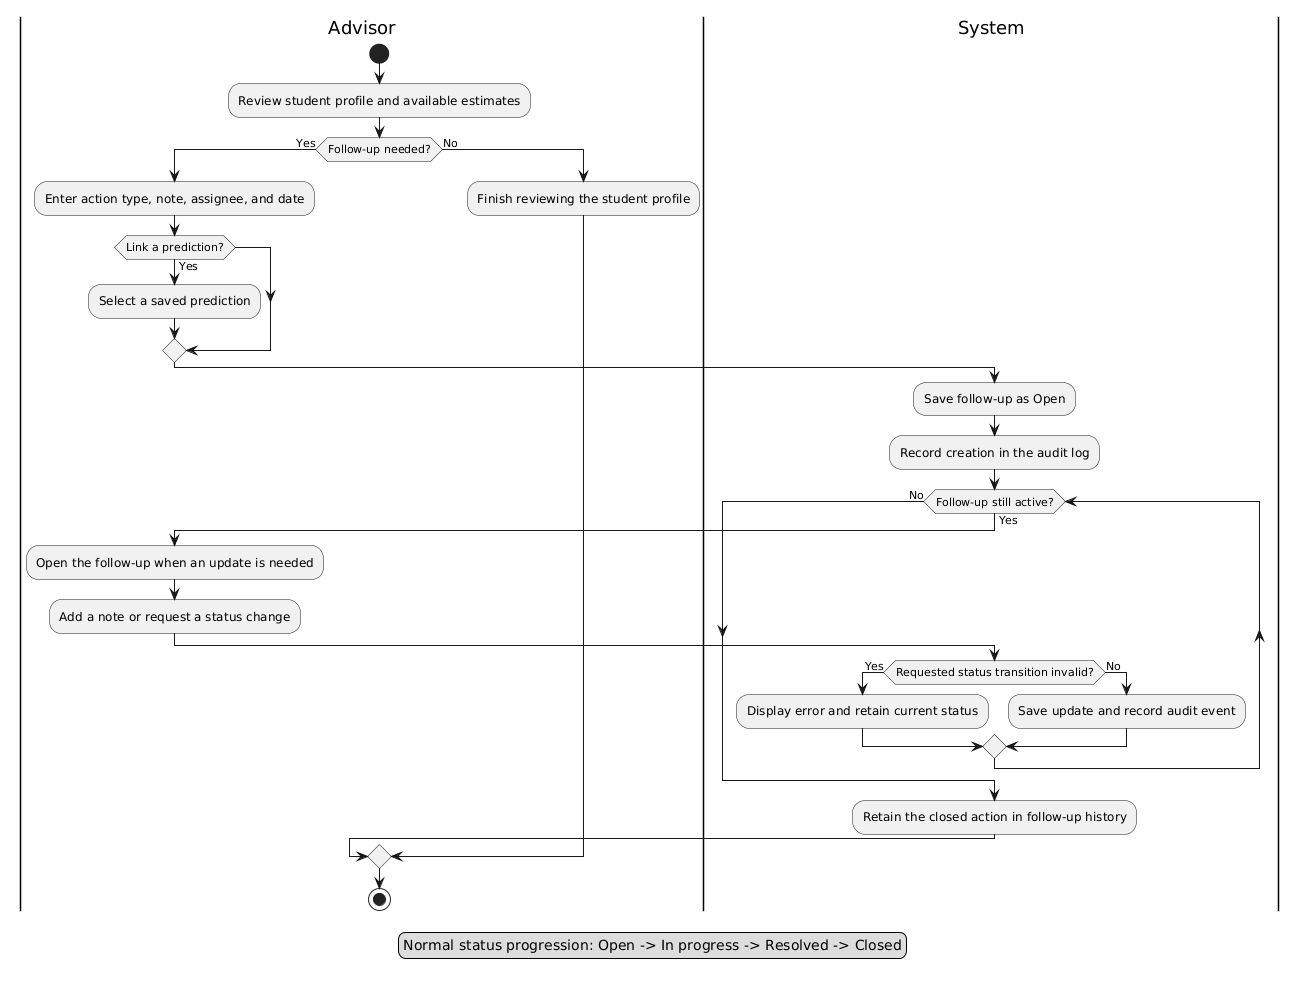 Advisor
System
Review student profile and available estimates
Yes
Follow-up needed?
No
Enter action type, note, assignee, and date
Finish reviewing the student profile
Link a prediction?
Yes
Select a saved prediction
Save follow-up as Open
Record creation in the audit log
No
Follow-up still active?
Yes
Open the follow-up when an update is needed
Add a note or request a status change
Yes
Requested status transition invalid?
No
Display error and retain current status
Save update and record audit event
Retain the closed action in follow-up history
Normal status progression: Open -> In progress -> Resolved -> Closed